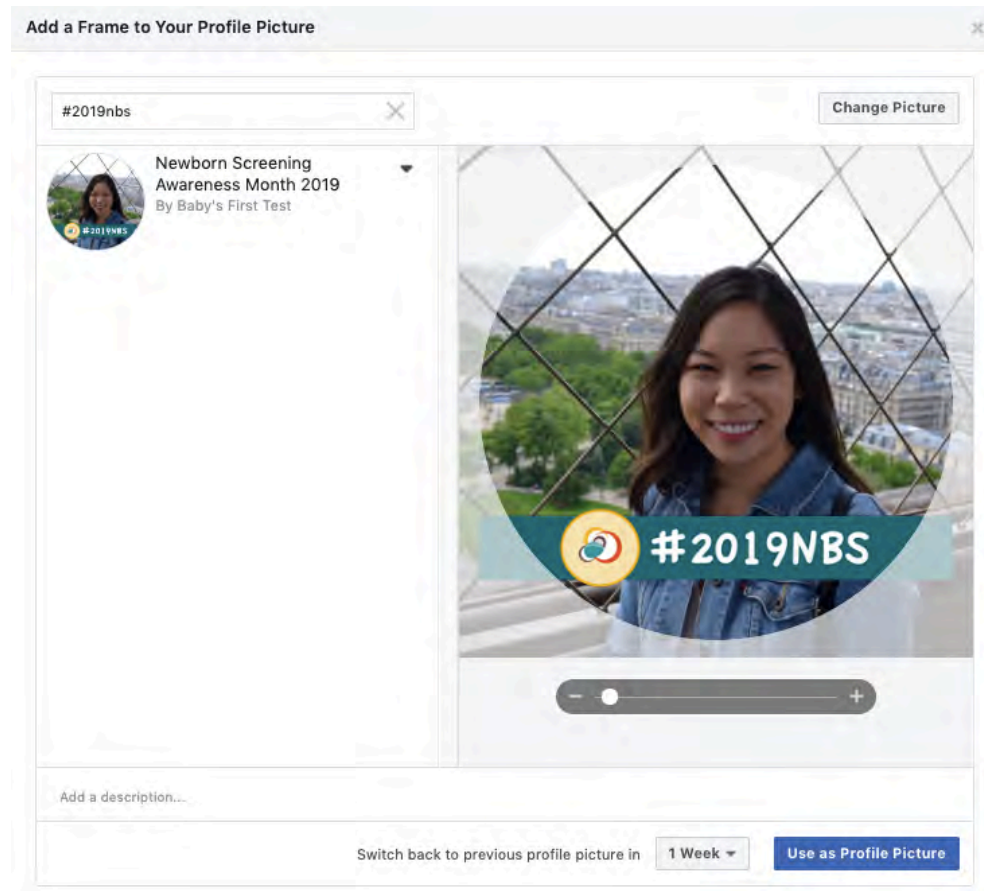 Add a Frame to Your Profile Picture
#2019nbs
Change Picture
Newborn Screening
Awareness Month 2019
By Baby's First Test
#2019NBS
#2019NBS
Add a description...
Switch back to previous profile picture in
1 Week
Use as Profile Picture